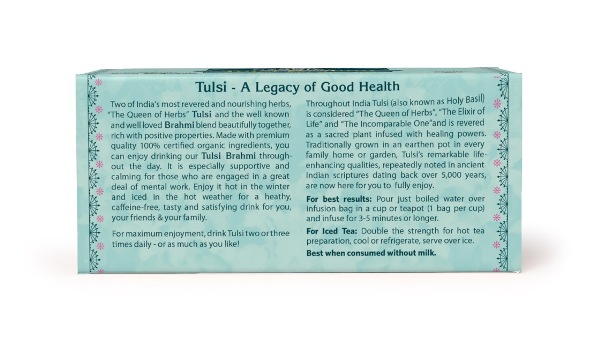 Tulsi - A Legacy of Good Health
Two of India's most revered and nourishing herbs,
"The Queen of Herbs" Tulsi and the well known
and well loved Brahmi blend beautifully together,
rich with positive properties. Made with premium
quality 100% certified organic ingredients, you
can enjoy drinking our Tulsi Brahmi through-
out the day. It is especially supportive and
calming for those who are engaged in a great
deal of mental work. Enjoy it hot in the winter
and iced in the hot weather for a heathy,
caffeine-free, tasty and satisfying drink for you,
your friends & your family.
For maximum enjoyment, drink Tulsi two or three
times daily - or as much as you like!
Throughout India Tulsi (also known as Holy Basil)
is considered "The Queen of Herbs", "The Elixir of
Life" and "The Incomparable One"and is revered
as a sacred plant infused with healing powers.
Traditionally grown in an earthen pot in every
family home or garden, Tulsi's remarkable life-
enhancing qualities, repeatedly noted in ancient
Indian scriptures dating back over 5,000 years,
are now here for you to fully enjoy.
For best results: Pour just boiled water over
infusion bag in a cup or teapot (1 bag per cup)
and infuse for 3-5 minutes or longer.
For Iced Tea: Double the strength for hot tea
preparation, cool or refrigerate, serve over ice.
Best when consumed without milk.